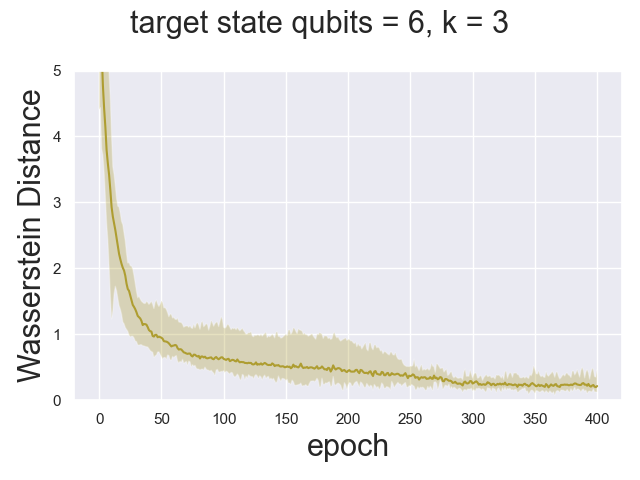 target state qubits = 6, k = 3
Wasserstein Distance
5
4
3
2
1
0
0 50 100 150 200 250 300 350 400
epoch